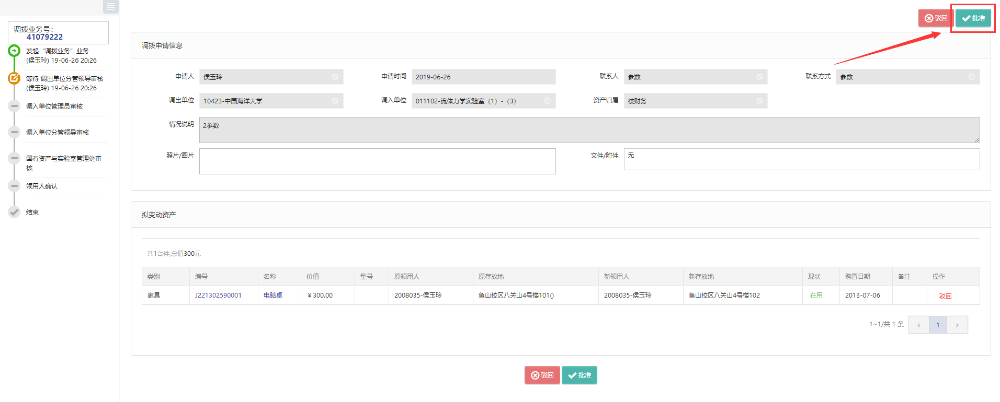 调拨业务号:
41079222
发起“调拨业务”业务
(侯玉玲) 19-06-26 20:26
等待 调出单位分管领导审核
(侯玉玲) 19-06-26 20:26
调入单位管理员审核
调入单位分管领导审核
国有资产与实验室管理处审
核
领用人确认
结束
驳回 批准
调拨申请信息
申请人 侯玉玲 申请时间 2019-06-26 联系人 参数 联系方式 参数
调出单位 10423-中国海洋大学 调入单位 011102-流体力学实验室（1）-（3） 资产归属 校财务
情况说明 2参数
照片/图片 文件/附件 无
拟变动资产
共1台件,总值300元
类别 编号 名称 价值 型号 原领用人 原存放地 新领用人 新存放地 现状 购置日期 备注 操作
家具 J221302590001 电脑桌 ￥300.00 2008035-侯玉玲 鱼山校区八关山4号楼101() 2008035-侯玉玲 鱼山校区八关山4号楼102 在用 2013-07-06 驳回
1~1/共 1 条 ‹ 1 ›
驳回 批准